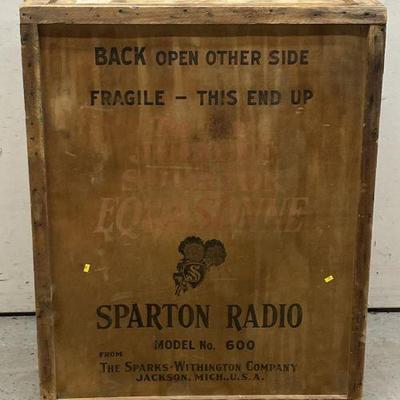 BACK OPEN OTHER SIDE
FRAGILE – THIS END UP
EQUASONNE
S
SPARTON RADIO
MODEL No. 600
FROM
THE SPARKS-WITHINGTON COMPANY
JACKSON, MICH., U.S.A.